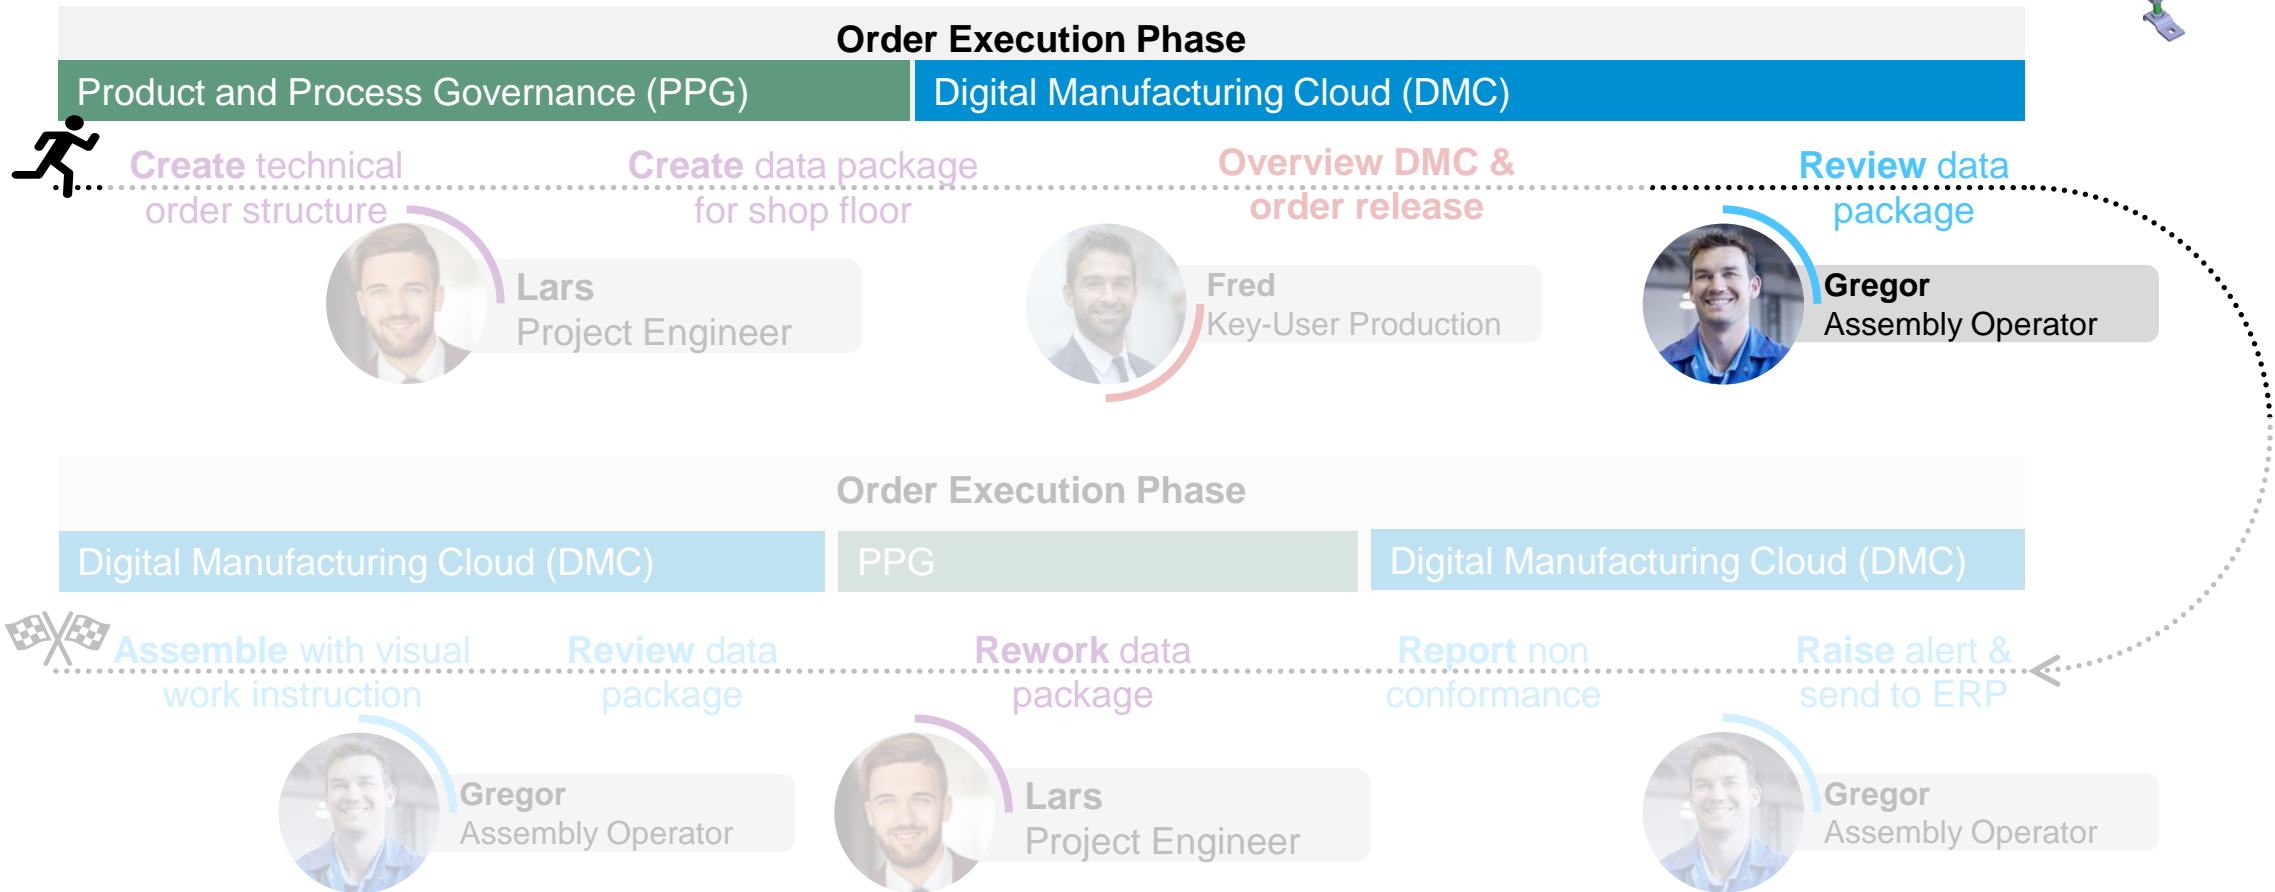 Order Execution Phase
Product and Process Governance (PPG)
Digital Manufacturing Cloud (DMC)
Create technical
order structure
Create data package
for shop floor
Overview DMC &
order release
Review data
package
Lars
Project Engineer
Fred
Key-User Production
Gregor
Assembly Operator
Order Execution Phase
Digital Manufacturing Cloud (DMC)
PPG
Digital Manufacturing Cloud (DMC)
Assemble with visual
work instruction
Review data
package
Rework data
package
Report non
conformance
Raise alert &
send to ERP
Gregor
Assembly Operator
Lars
Project Engineer
Gregor
Assembly Operator